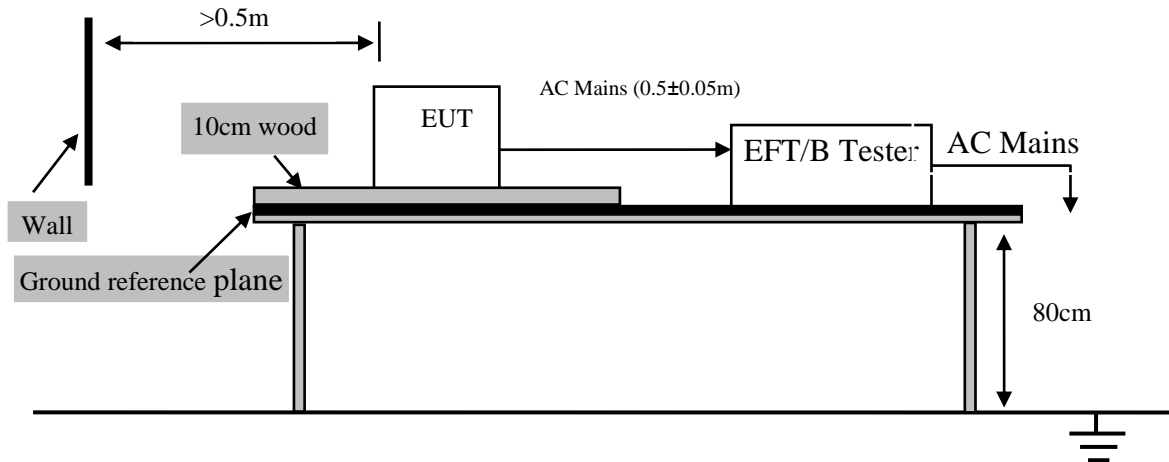 >0.5m
AC Mains (0.5±0.05m)
EUT
10cm wood
EFT/B Tester
AC Mains
Wall
Ground reference plane
80cm